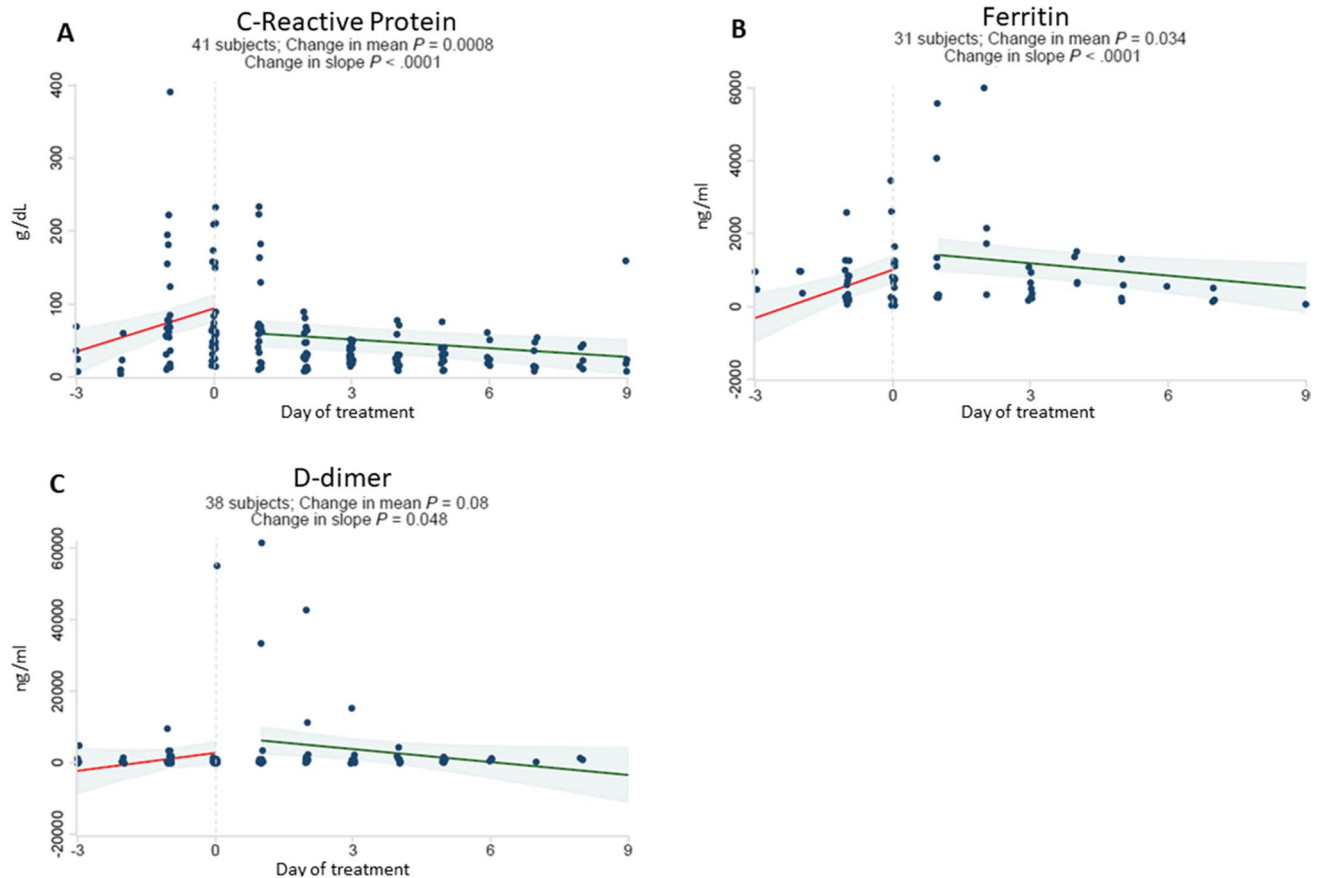 A
C-Reactive Protein
41 subjects; Change in mean P = 0.0008
Change in slope P < .0001
400
300
200
100
0
g/dL
-3 0 3 6 9
Day of treatment
B
Ferritin
31 subjects; Change in mean P = 0.034
Change in slope P < .0001
6000
4000
2000
0
-2000
ng/ml
-3 0 3 6 9
Day of treatment
C
D-dimer
38 subjects; Change in mean P = 0.08
Change in slope P = 0.048
60000
40000
20000
0
-20000
ng/ml
-3 0 3 6 9
Day of treatment